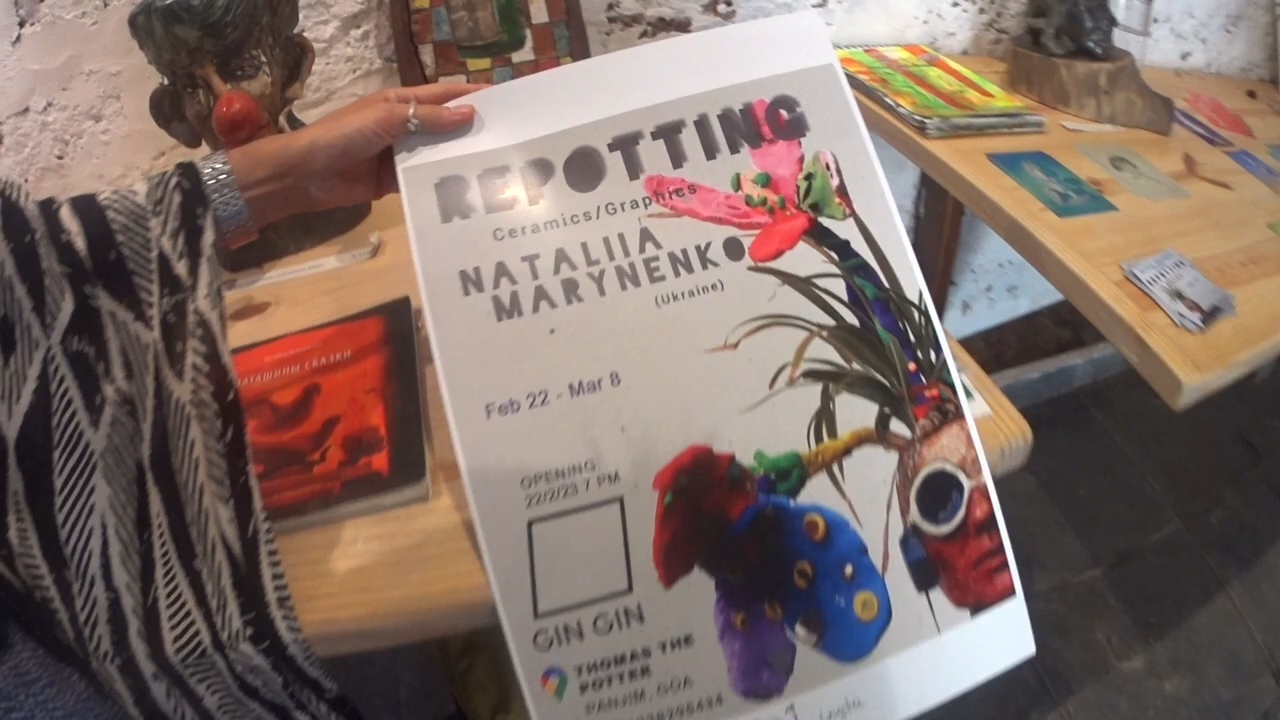 REPOTTING
Ceramics/Graphics
NATALIIA
MARYNENKO
(Ukraine)
Feb 22 - Mar 8
OPENING:
22/2/23 7 PM
GIN GIN
THOMAS THE
POTTER
PANJIM, GOA
НАТАШИНЫ СКАЗКИ